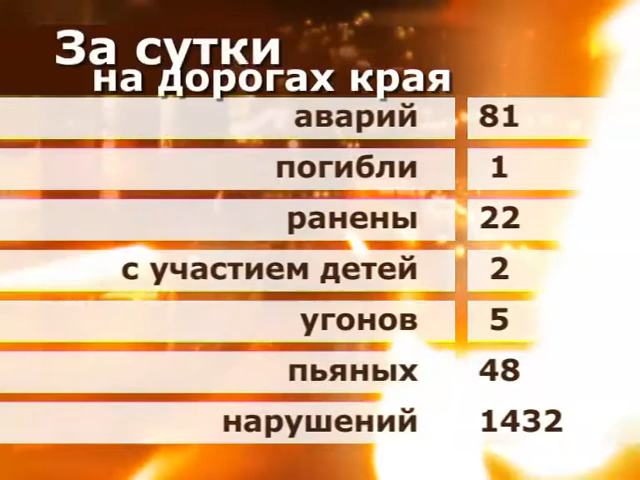 За сутки
на дорогах края
аварий 81
погибли 1
ранены 22
с участием детей 2
угонов 5
пьяных 48
нарушений 1432